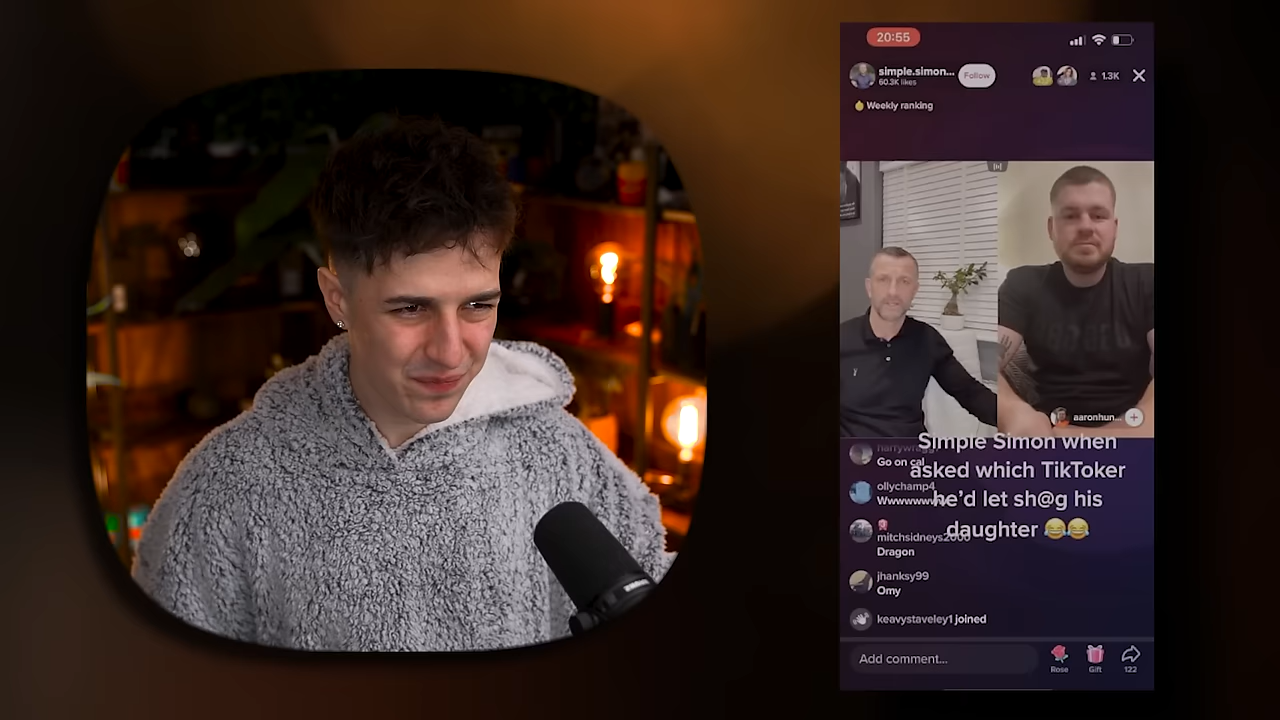 20:55
simple.simon...
60.3K likes
Follow
1.3K
Weekly ranking
aaronhun...
Simple Simon when
asked which TikToker
he'd let sh@g his
daughter 😂😂
Go on cal
ollychamp4
mitchsidneys2000
Dragon
jhanksy99
Omy
keavystaveley1 joined
Add comment...
Rose
Gift
122